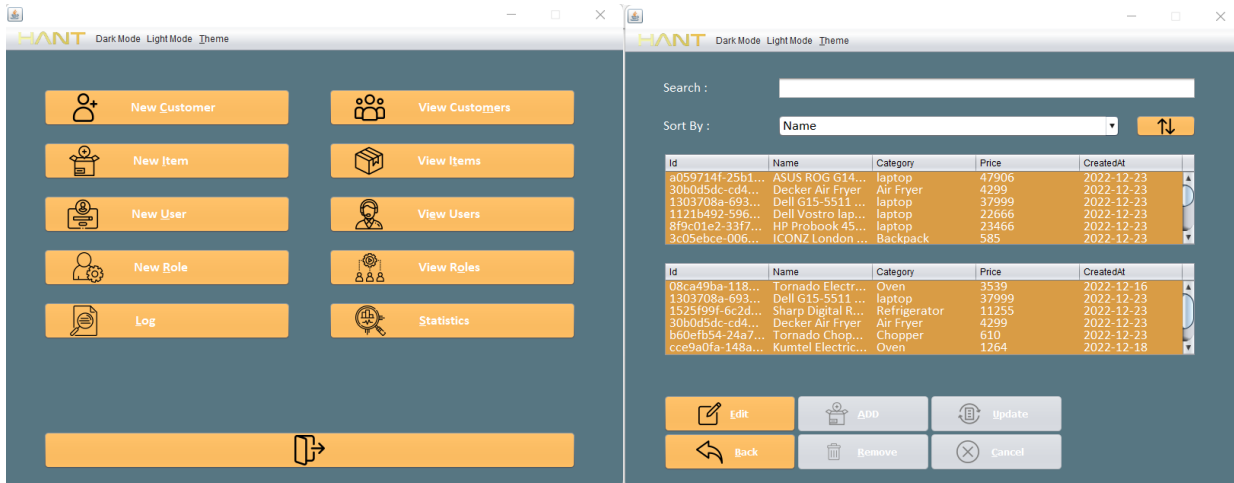 HANT Dark Mode Light Mode Theme
New Customer View Customers
New Item View Items
New User View Users
New Role View Roles
Log Statistics
HANT Dark Mode Light Mode Theme
Search :
Sort By : Name
Id Name Category Price CreatedAt
a059714f-25b1... ASUS ROG G14... laptop 47906 2022-12-23
30b0d5dc-cd4... Decker Air Fryer Air Fryer 4299 2022-12-23
1303708a-693... Dell G15-5511 ... laptop 37999 2022-12-23
1121b492-596... Dell Vostro lap... laptop 22666 2022-12-23
8f9c01e2-33f7... HP Probook 45... laptop 23466 2022-12-23
3c05ebce-006... ICONZ London ... Backpack 585 2022-12-23
Id Name Category Price CreatedAt
08ca49ba-118... Tornado Electr... Oven 3539 2022-12-16
1303708a-693... Dell G15-5511 ... laptop 37999 2022-12-23
1525f99f-6c2d... Sharp Digital R... Refrigerator 11255 2022-12-23
30b0d5dc-cd4... Decker Air Fryer Air Fryer 4299 2022-12-23
b60efb54-24a7... Tornado Chop... Chopper 610 2022-12-23
cce9a0fa-148a... Kumtel Electric... Oven 1264 2022-12-18
Edit ADD Update
Back Remove Cancel